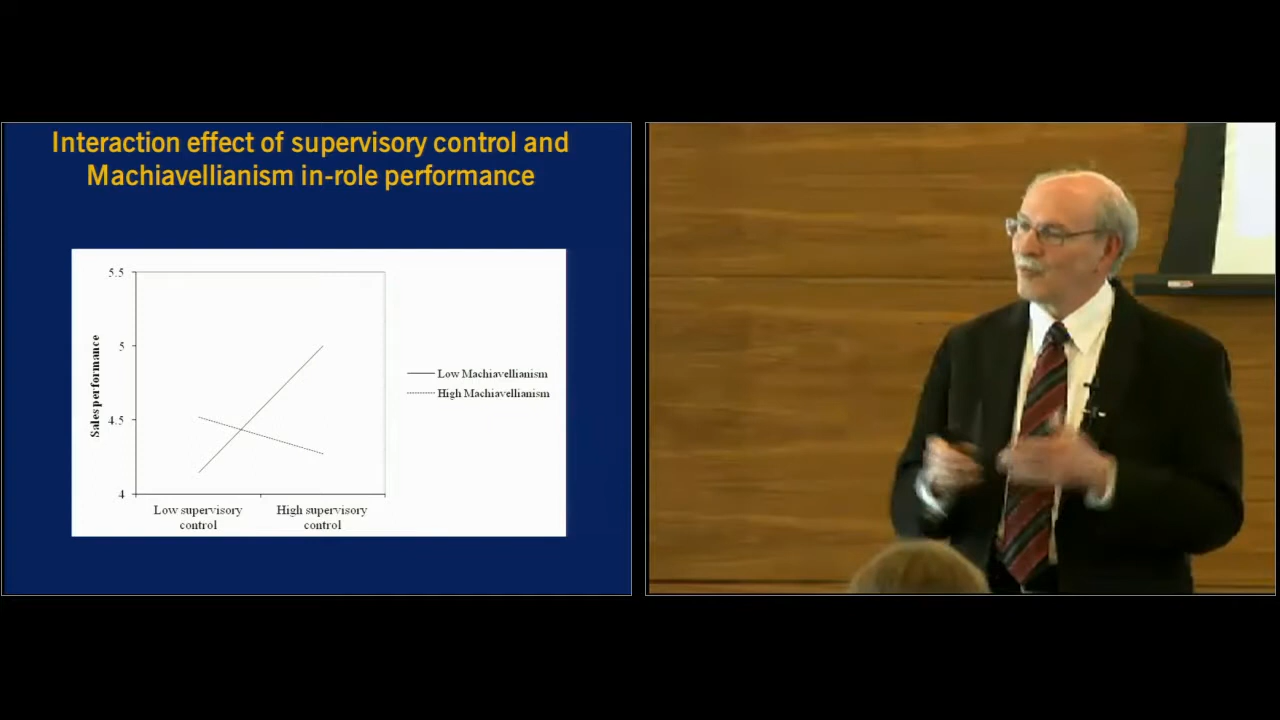 Interaction effect of supervisory control and
Machiavellianism in-role performance
5.5
5
4.5
4
Sales performance
Low supervisory
control
High supervisory
control
Low Machiavellianism
High Machiavellianism